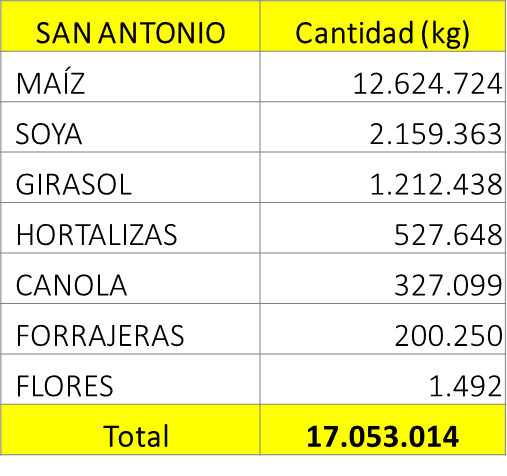 SAN ANTONIO Cantidad (kg)
MAÍZ 12.624.724
SOYA 2.159.363
GIRASOL 1.212.438
HORTALIZAS 527.648
CANOLA 327.099
FORRAJERAS 200.250
FLORES 1.492
Total 17.053.014